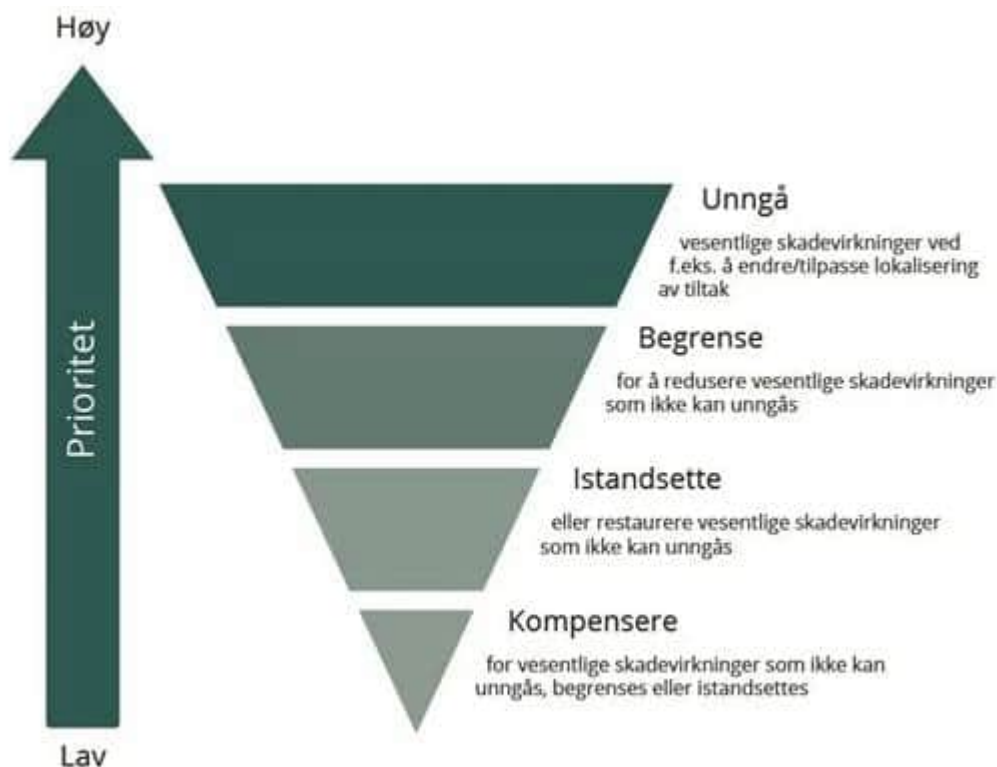 Høy
Prioritet
Lav
Unngå
vesentlige skadevirkninger ved
f.eks. å endre/tilpasse lokalisering
av tiltak
Begrense
for å redusere vesentlige skadevirkninger
som ikke kan unngås
Istandsette
eller restaurere vesentlige skadevirkninger
som ikke kan unngås
Kompensere
for vesentlige skadevirkninger som ikke kan
unngås, begrenses eller istandsettes